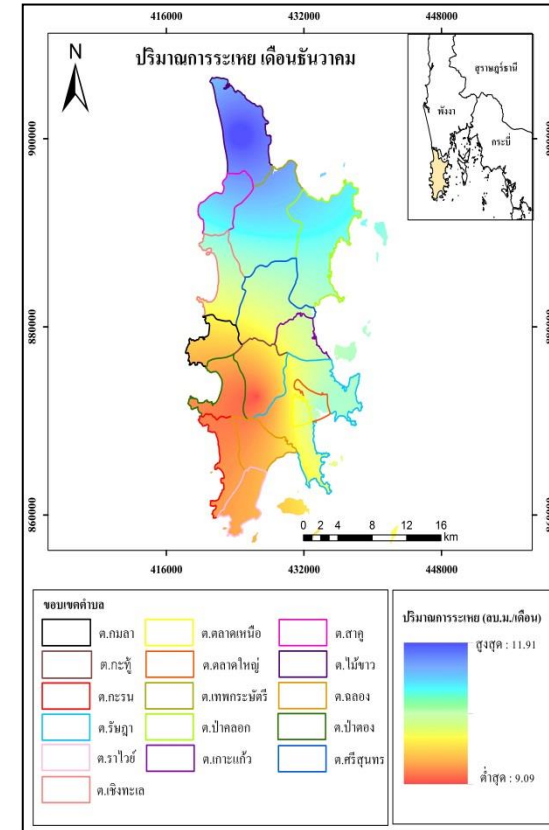 416000 432000 448000
N
ปริมาณการระเหย เดือนธันวาคม
สุราษฎร์ธานี
พังงา
กระบี่
900000 900000
880000 880000
860000 860000
0 2 4 8 12 16
km
416000 432000 448000
ขอบเขตตำบล
ต.กมลา ต.ตลาดเหนือ ต.สาคู
ต.กะทู้ ต.ตลาดใหญ่ ต.ไม้ขาว
ต.กะรน ต.เทพกระษัตรี ต.ฉลอง
ต.รัษฎา ต.ป่าคลอก ต.ป่าตอง
ต.ราไวย์ ต.เกาะแก้ว ต.ศรีสุนทร
ต.เชิงทะเล
ปริมาณการระเหย (ลบ.ม./เดือน)
สูงสุด : 11.91
ต่ำสุด : 9.09